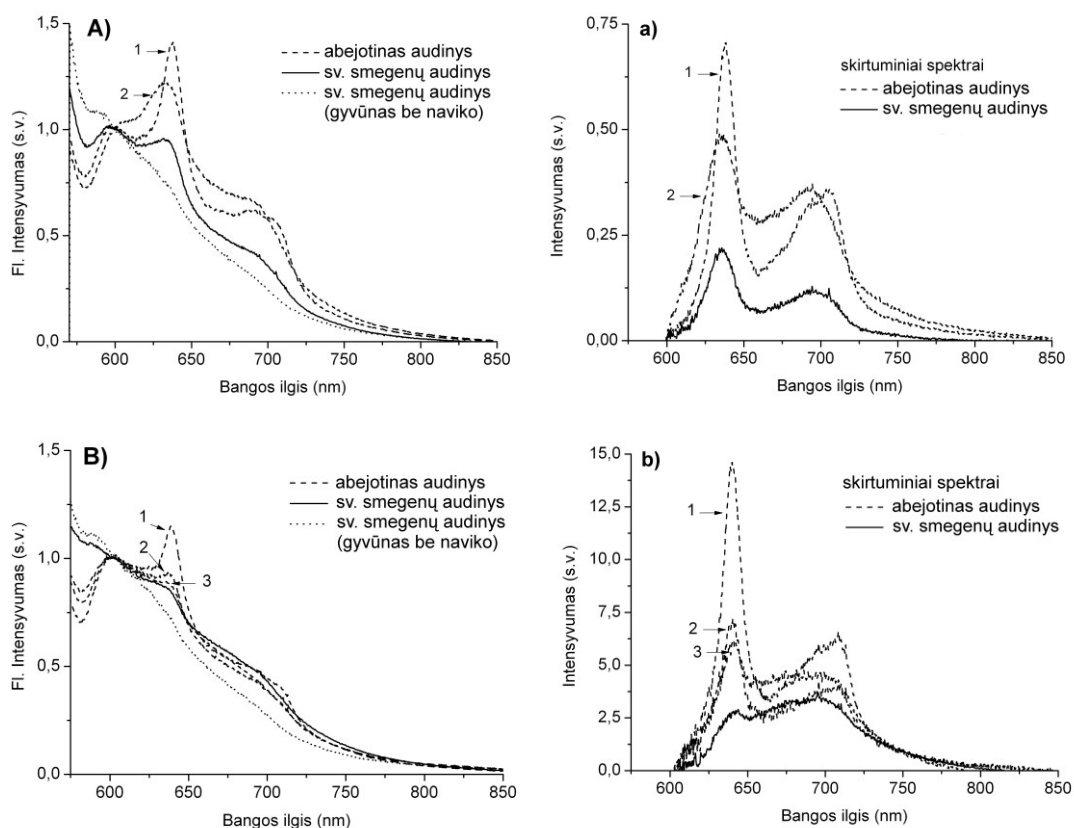 A)
1,5
1,0
0,5
0,0
Fl. Intensyvumas (s.v.)
1
2
abejotinas audinys
sv. smegenų audinys
sv. smegenų audinys
(gyvūnas be naviko)
600 650 700 750 800 850
Bangos ilgis (nm)
a)
0,75
0,50
0,25
0,00
Intensyvumas (s.v.)
1
2
skirtuminiai spektrai
abejotinas audinys
sv. smegenų audinys
600 650 700 750 800 850
Bangos ilgis (nm)
B)
1,5
1,0
0,5
0,0
Fl. Intensyvumas (s.v.)
1
2
3
abejotinas audinys
sv. smegenų audinys
sv. smegenų audinys
(gyvūnas be naviko)
600 650 700 750 800 850
Bangos ilgis (nm)
b)
15,0
12,5
10,0
7,5
5,0
2,5
0,0
Intensyvumas (s.v.)
1
2
3
skirtuminiai spektrai
abejotinas audinys
sv. smegenų audinys
600 650 700 750 800 850
Bangos ilgis (nm)